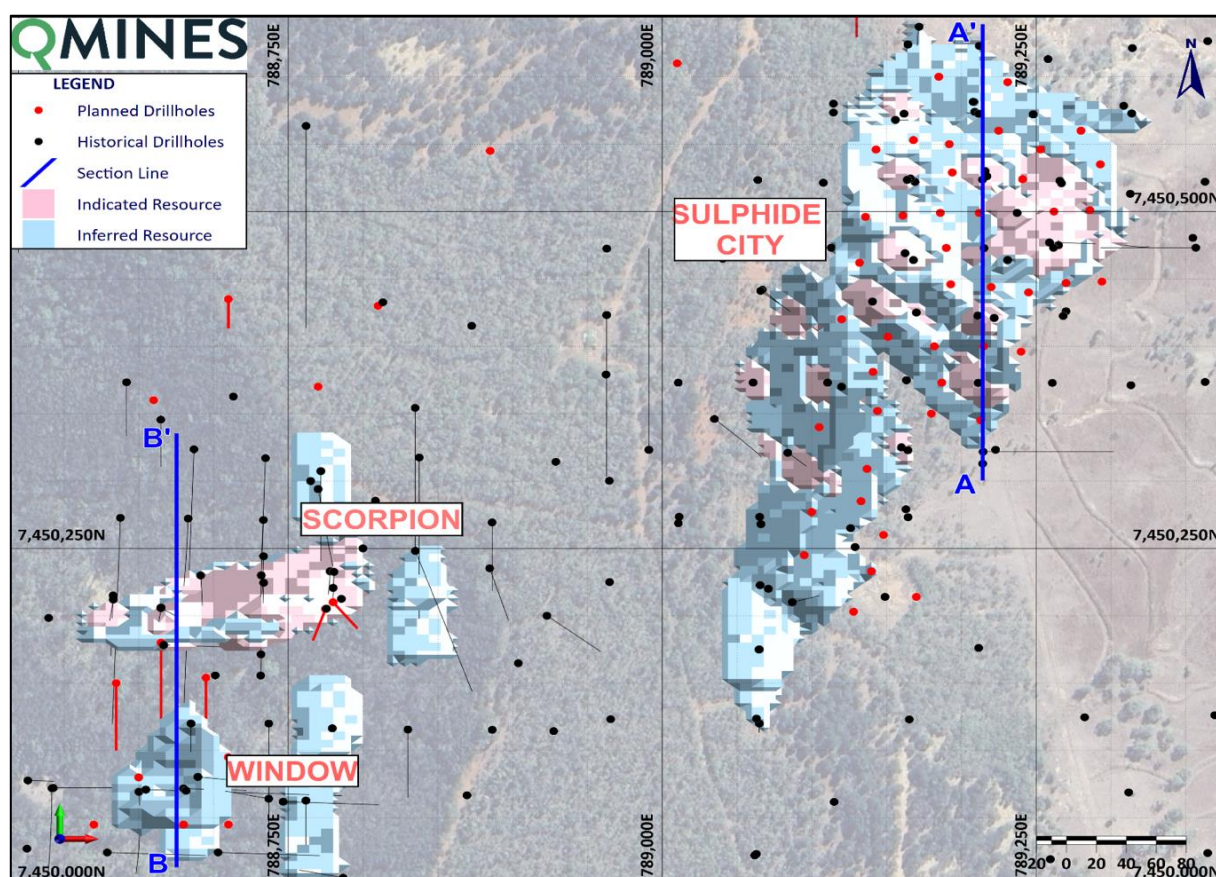 QMINES
LEGEND
Planned Drillholes
Historical Drillholes
Section Line
Indicated Resource
Inferred Resource
788,750E
789,000E
A'
789,250E
N
SULPHIDE
CITY
7,450,500N
B'
A
SCORPION
7,450,250N
7,450,250N
WINDOW
B
788,750E
789,000E
789,250E
20 0 20 40 60 80
7,450,000N
7,450,000N